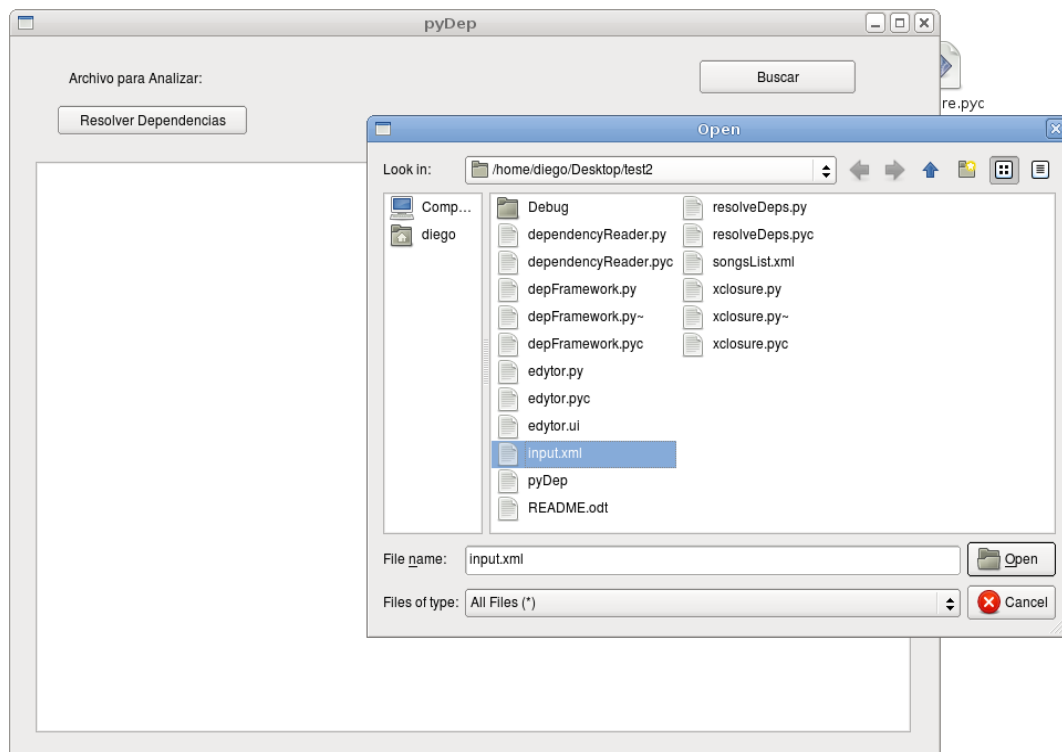 pyDep
Archivo para Analizar:
Buscar
re.pyc
Resolver Dependencias
Open
Look in:
/home/diego/Desktop/test2
Comp...
diego
Debug
dependencyReader.py
dependencyReader.pyc
depFramework.py
depFramework.py~
depFramework.pyc
edytor.py
edytor.pyc
edytor.ui
input.xml
pyDep
README.odt
resolveDeps.py
resolveDeps.pyc
songsList.xml
xclosure.py
xclosure.py~
xclosure.pyc
File name:
input.xml
Open
Files of type:
All Files (*)
Cancel